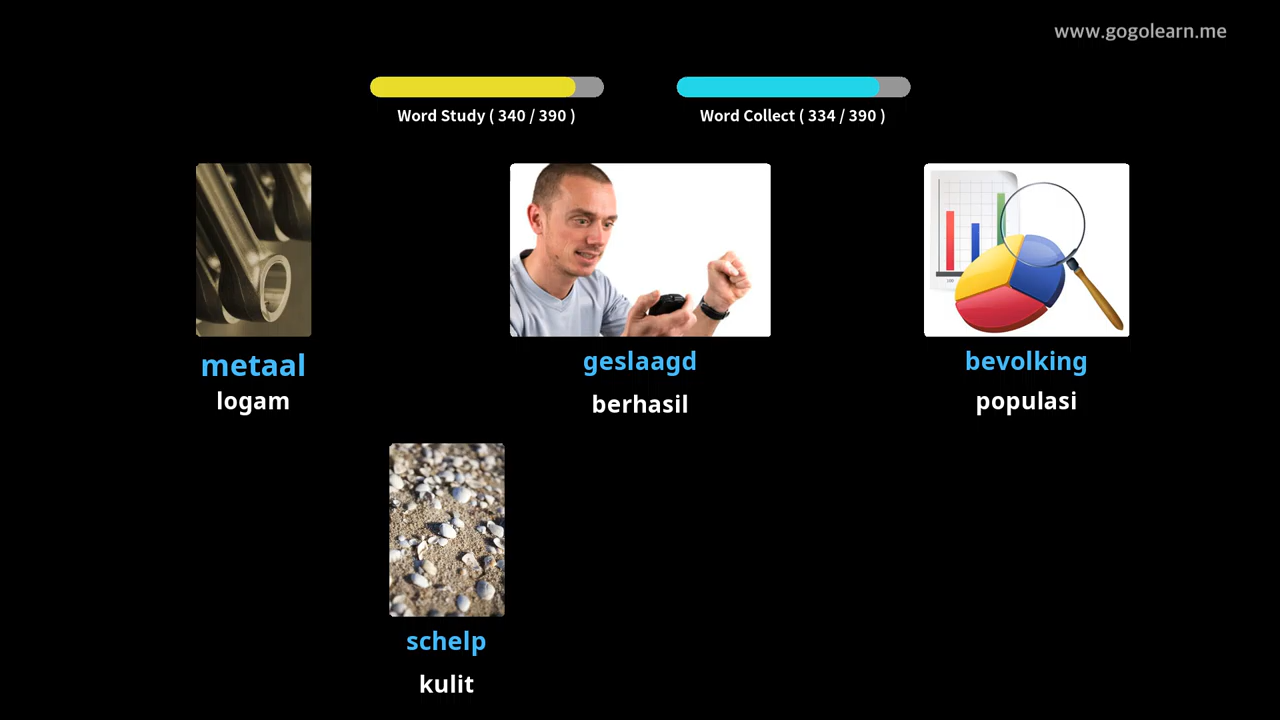 www.gogolearn.me
Word Study ( 340 / 390 )
Word Collect ( 334 / 390 )
metaal
logam
geslaagd
berhasil
bevolking
populasi
schelp
kulit